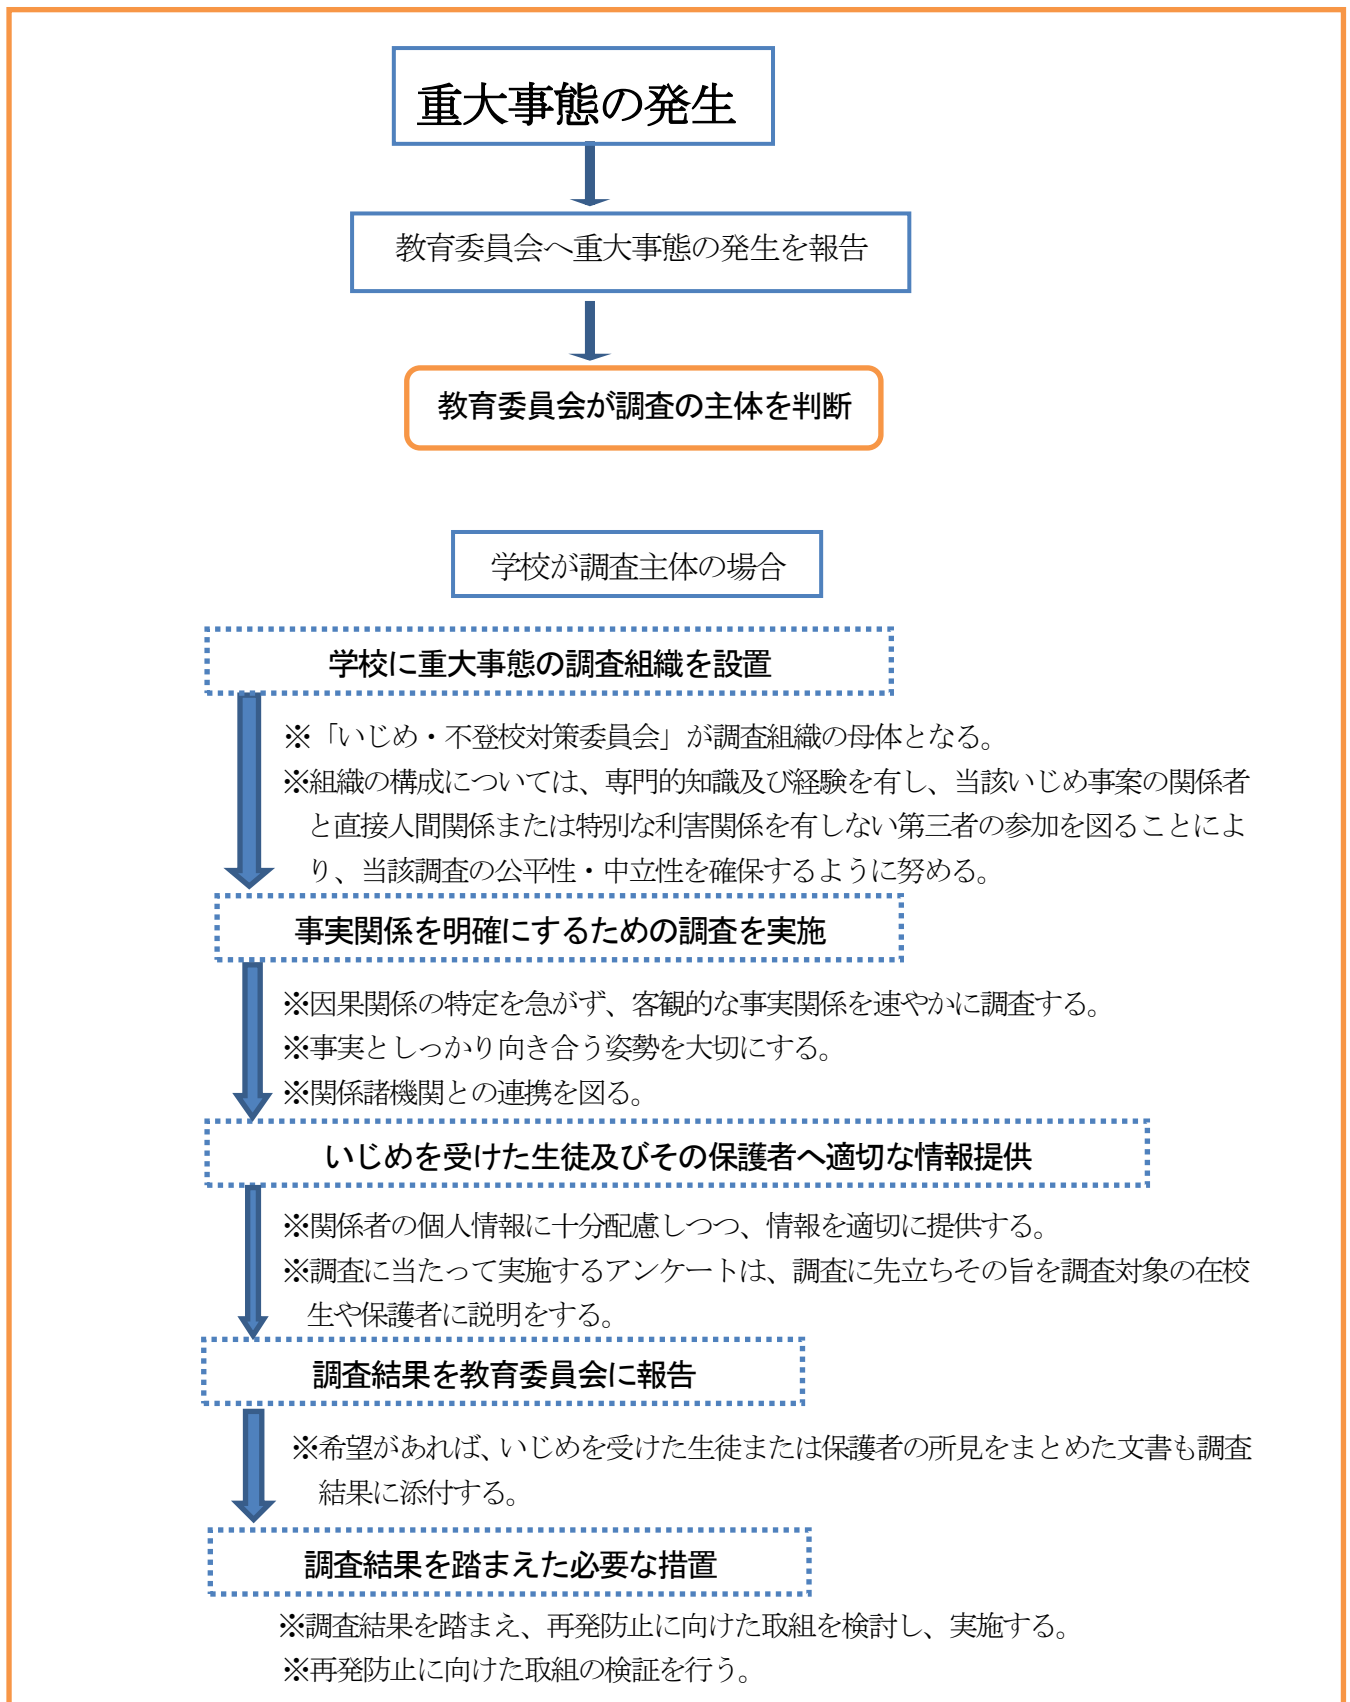 重大事態の発生
教育委員会へ重大事態の発生を報告
教育委員会が調査の主体を判断
学校が調査主体の場合
学校に重大事態の調査組織を設置
※「いじめ・不登校対策委員会」が調査組織の母体となる。
※組織の構成については、専門的知識及び経験を有し、当該いじめ事案の関係者
と直接人間関係または特別な利害関係を有しない第三者の参加を図ることによ
り、当該調査の公平性・中立性を確保するように努める。
事実関係を明確にするための調査を実施
※因果関係の特定を急がず、客観的な事実関係を速やかに調査する。
※事実としっかり向き合う姿勢を大切にする。
※関係諸機関との連携を図る。
いじめを受けた生徒及びその保護者へ適切な情報提供
※関係者の個人情報に十分配慮しつつ、情報を適切に提供する。
※調査に当たって実施するアンケートは、調査に先立ちその旨を調査対象の在校
生や保護者に説明をする。
調査結果を教育委員会に報告
※希望があれば、いじめを受けた生徒または保護者の所見をまとめた文書も調査
結果に添付する。
調査結果を踏まえた必要な措置
※調査結果を踏まえ、再発防止に向けた取組を検討し、実施する。
※再発防止に向けた取組の検証を行う。